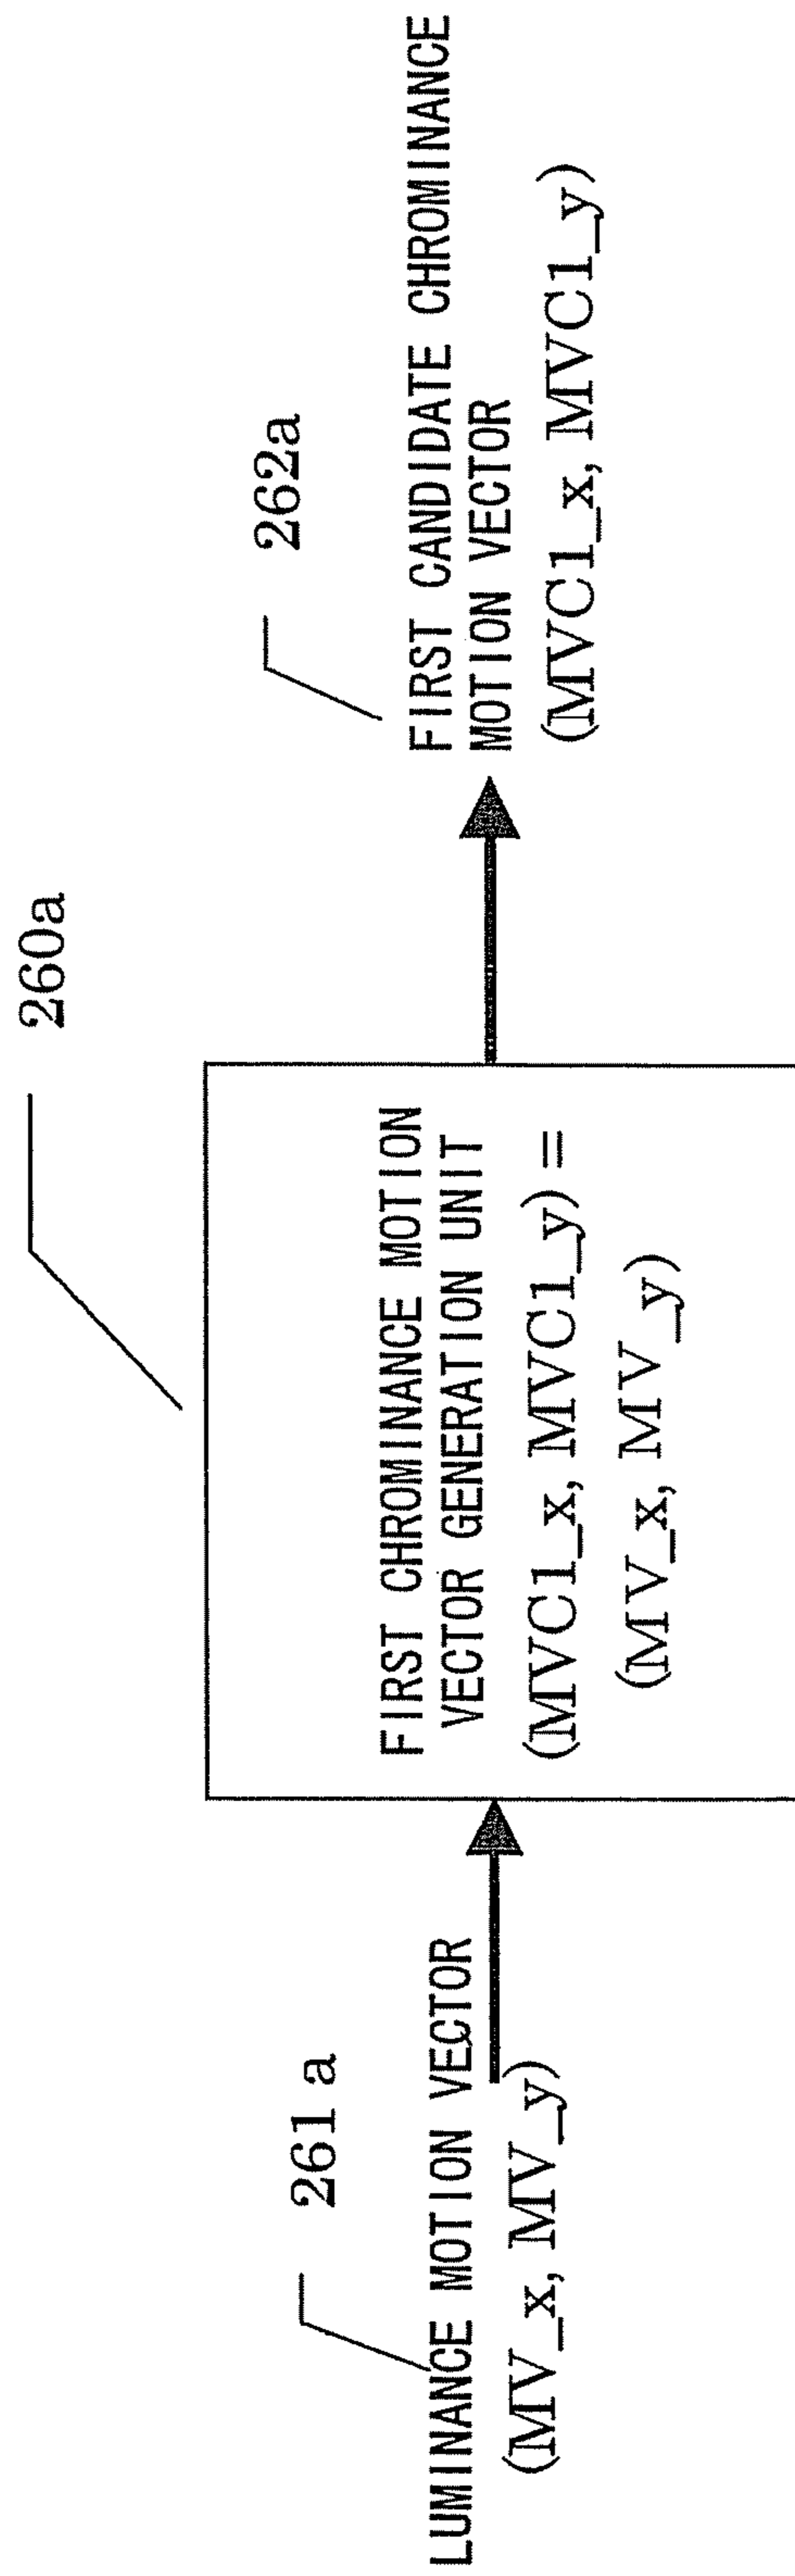 261a
LUMINANCE MOTION VECTOR
(MV_x, MV_y)
260a
FIRST CHROMINANCE MOTION
VECTOR GENERATION UNIT
(MVC1_x, MVC1_y) =
(MV_x, MV_y)
262a
FIRST CANDIDATE CHROMINANCE
MOTION VECTOR
(MVC1_x, MVC1_y)